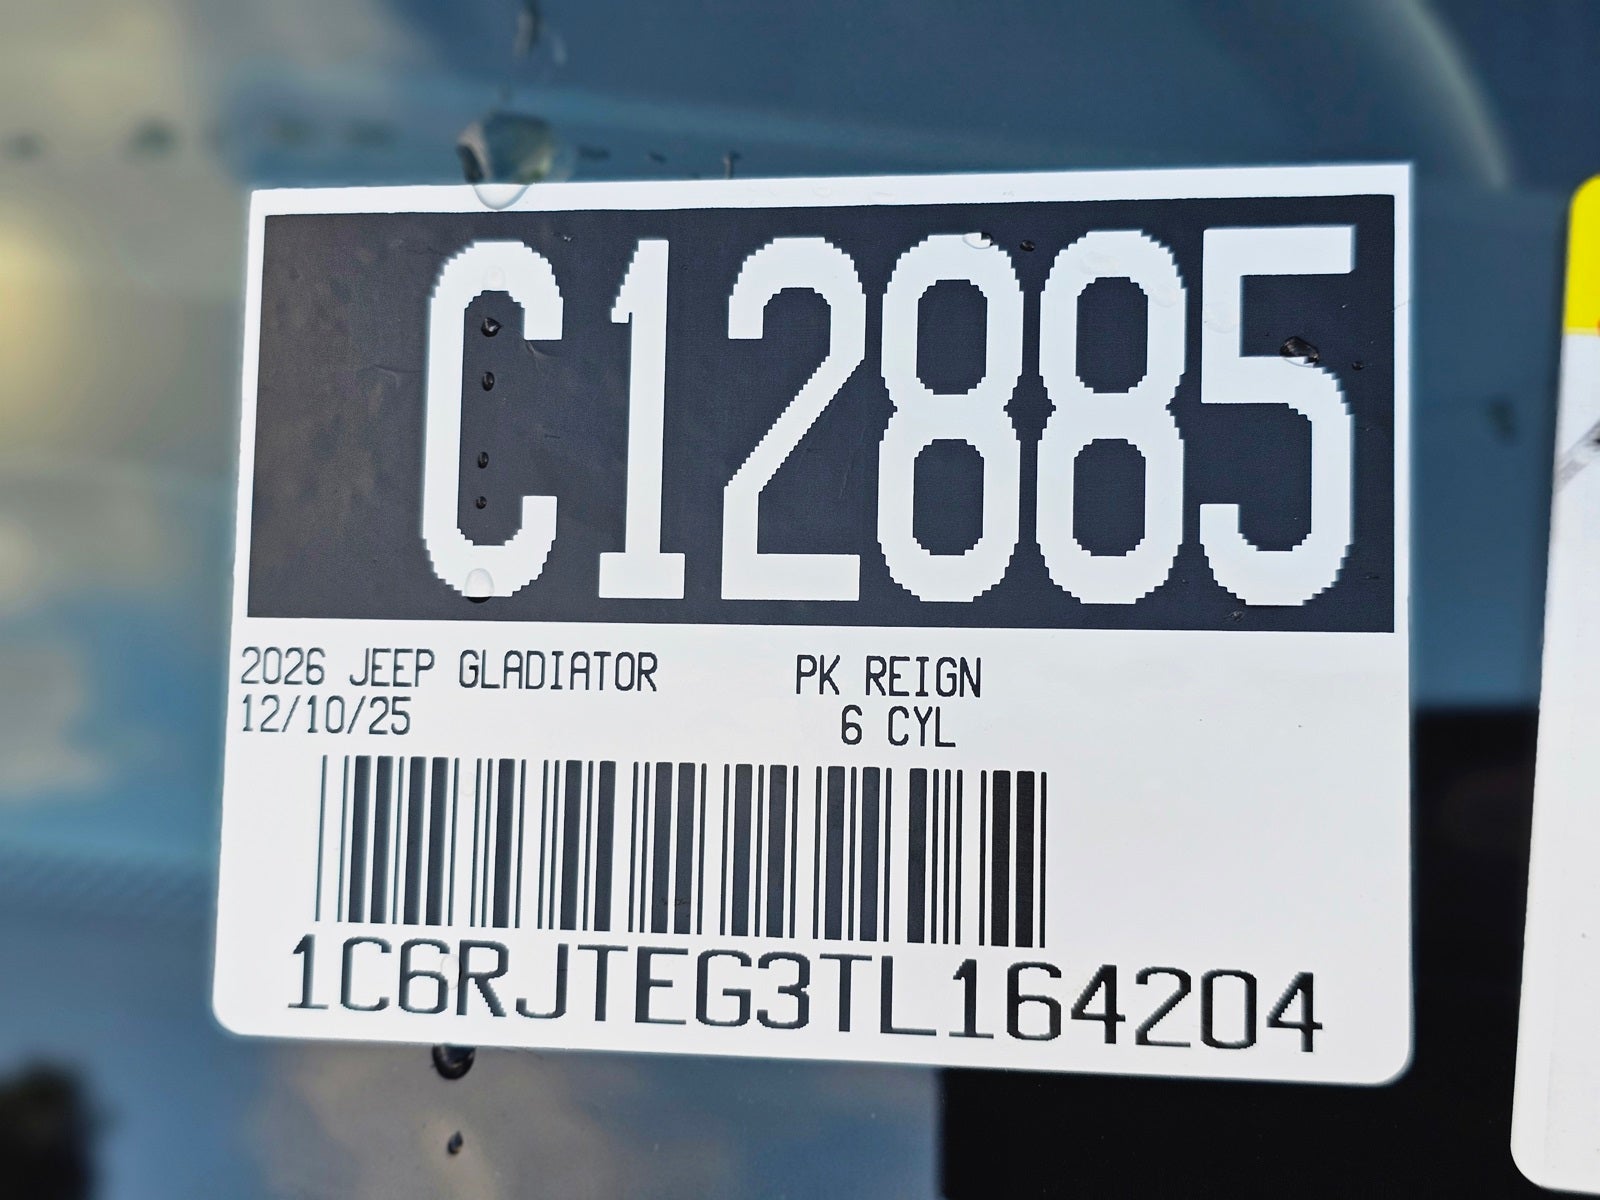 C12885
2026 JEEP GLADIATOR PK REIGN
12/10/25 6 CYL
1C6RJTEG3TL164204